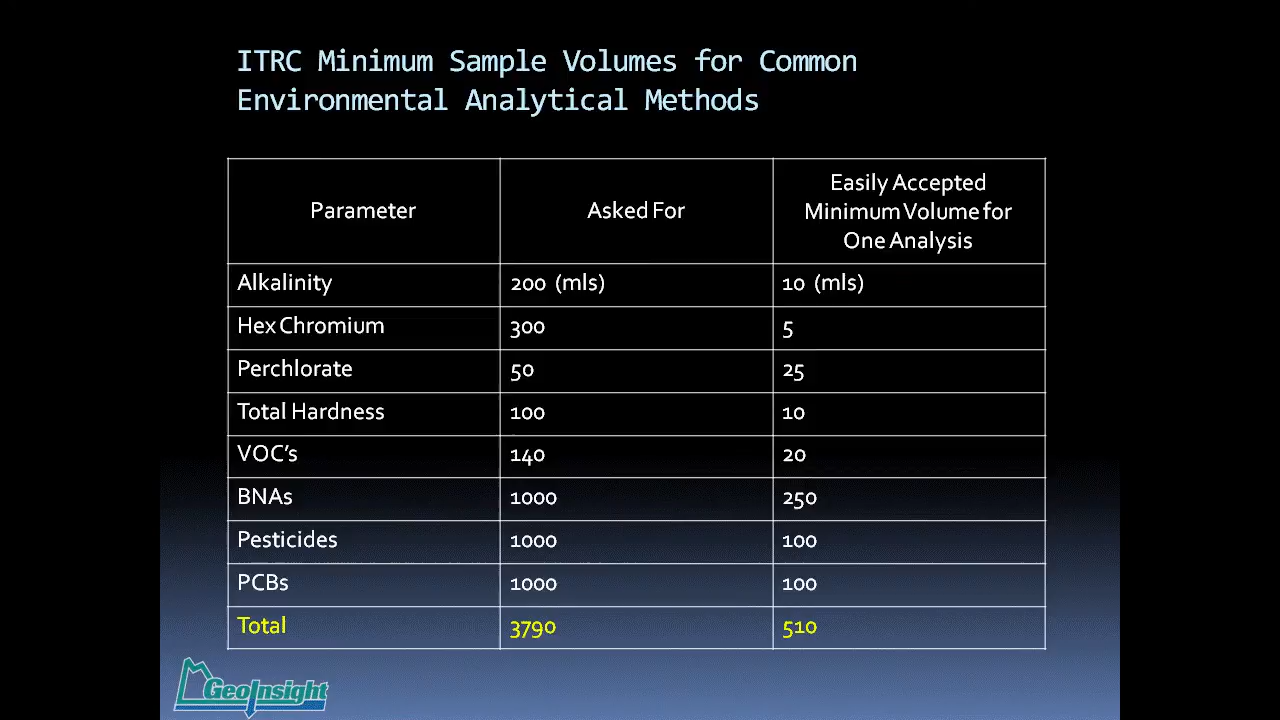 ITRC Minimum Sample Volumes for Common
Environmental Analytical Methods
Parameter
Asked For
Easily Accepted
Minimum Volume for
One Analysis
Alkalinity
200 (mls)
10 (mls)
Hex Chromium
300
5
Perchlorate
50
25
Total Hardness
100
10
VOC's
140
20
BNAs
1000
250
Pesticides
1000
100
PCBs
1000
100
Total
3790
510
GeoInsight